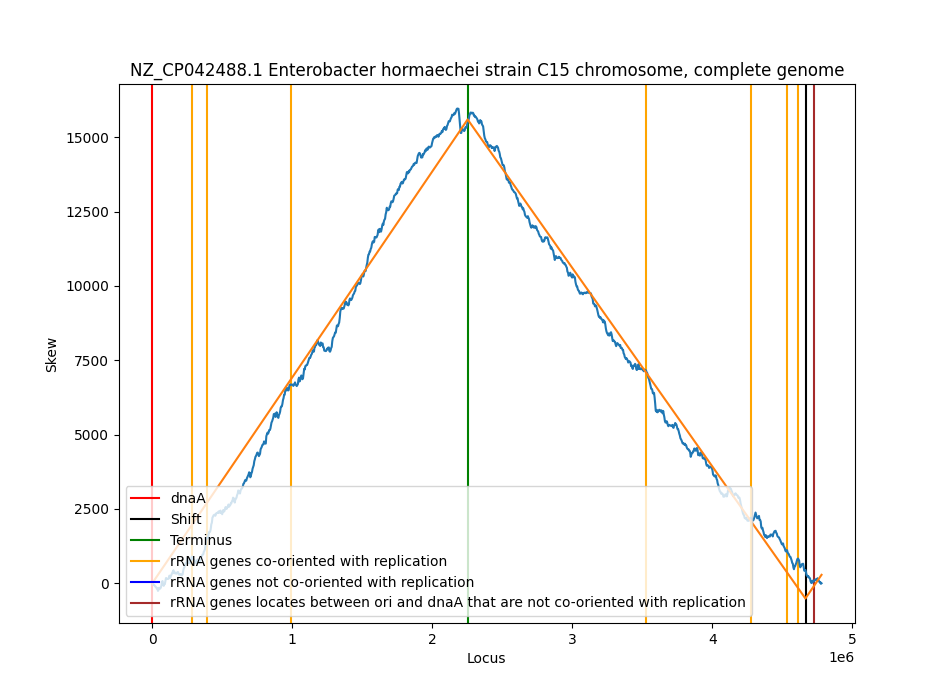 NZ_CP042488.1 Enterobacter hormaechei strain C15 chromosome, complete genome
15000
12500
10000
7500
5000
2500
0
Skew
dnaA
Shift
Terminus
rRNA genes co-oriented with replication
rRNA genes not co-oriented with replication
rRNA genes locates between ori and dnaA that are not co-oriented with replication
0 1 2 3 4 5
1e6
Locus